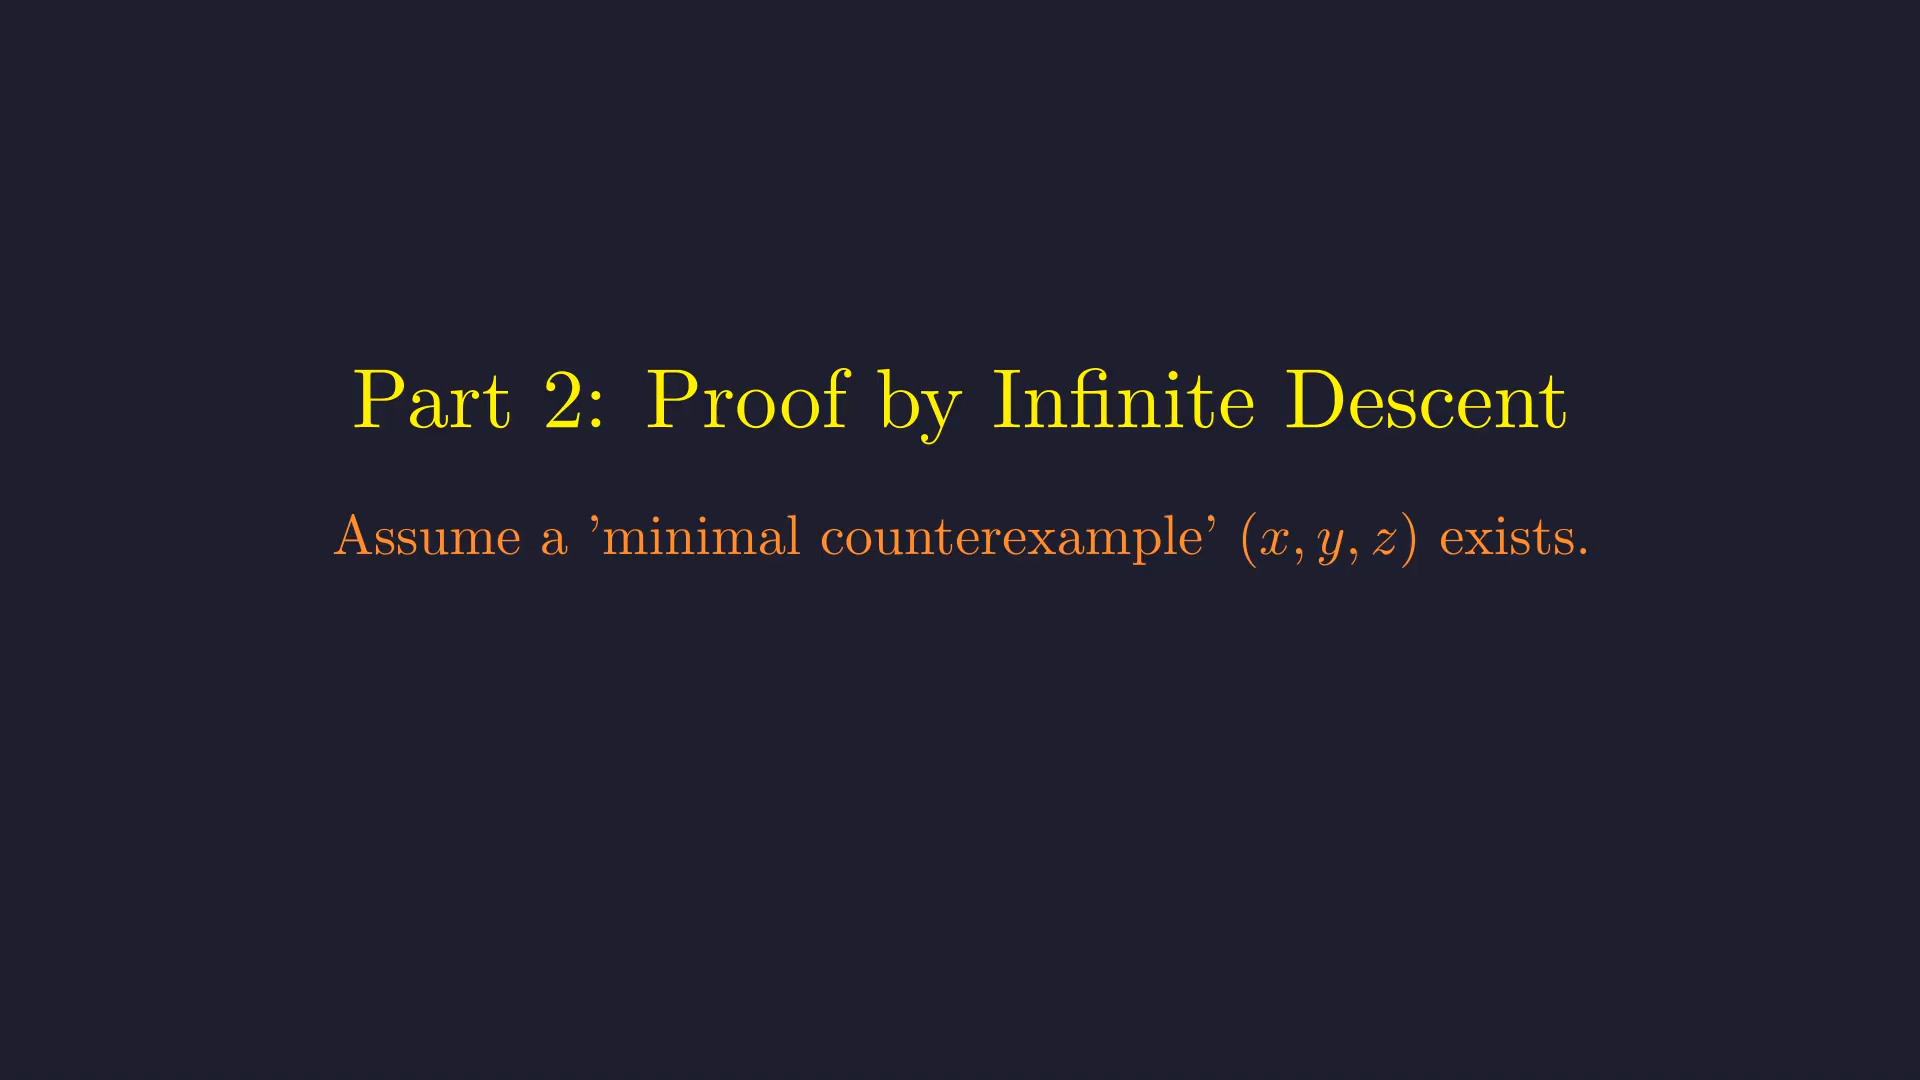 Part 2: Proof by Infinite Descent
Assume a ’minimal counterexample’ (x, y, z) exists.